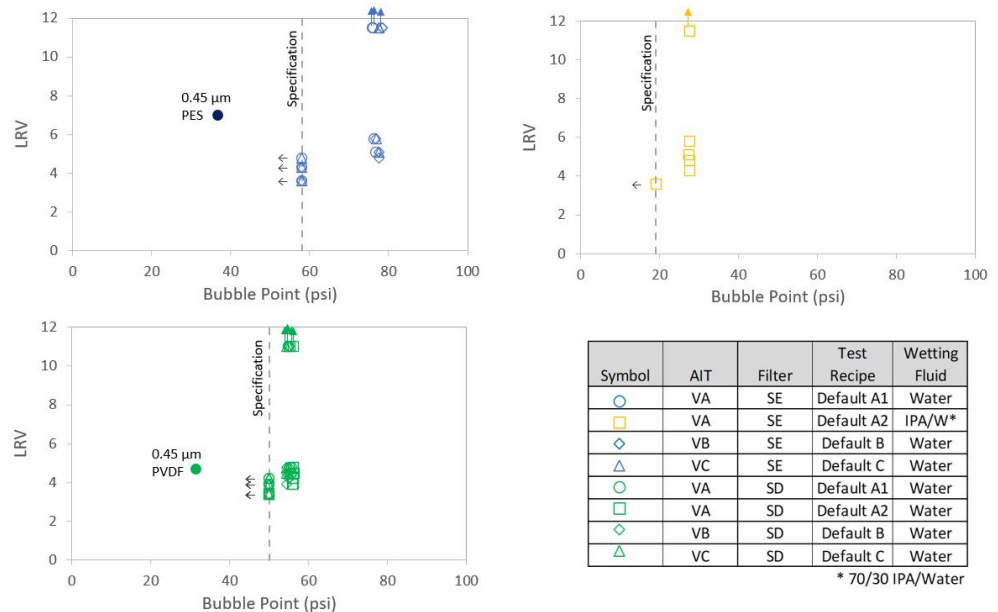 12
10
8
6
4
2
0
LRV
Specification
0.45 µm
PES
←
←
←
0 20 40 60 80 100
Bubble Point (psi)
12
10
8
6
4
2
0
LRV
Specification
←
0 20 40 60 80 100
Bubble Point (psi)
12
10
8
6
4
2
0
LRV
Specification
0.45 µm
PVDF
←
←
←
0 20 40 60 80 100
Bubble Point (psi)
Symbol AIT Filter Test Recipe Wetting Fluid
VA SE Default A1 Water
VA SE Default A2 IPA/W*
VB SE Default B Water
VC SE Default C Water
VA SD Default A1 Water
VA SD Default A2 Water
VB SD Default B Water
VC SD Default C Water
* 70/30 IPA/Water